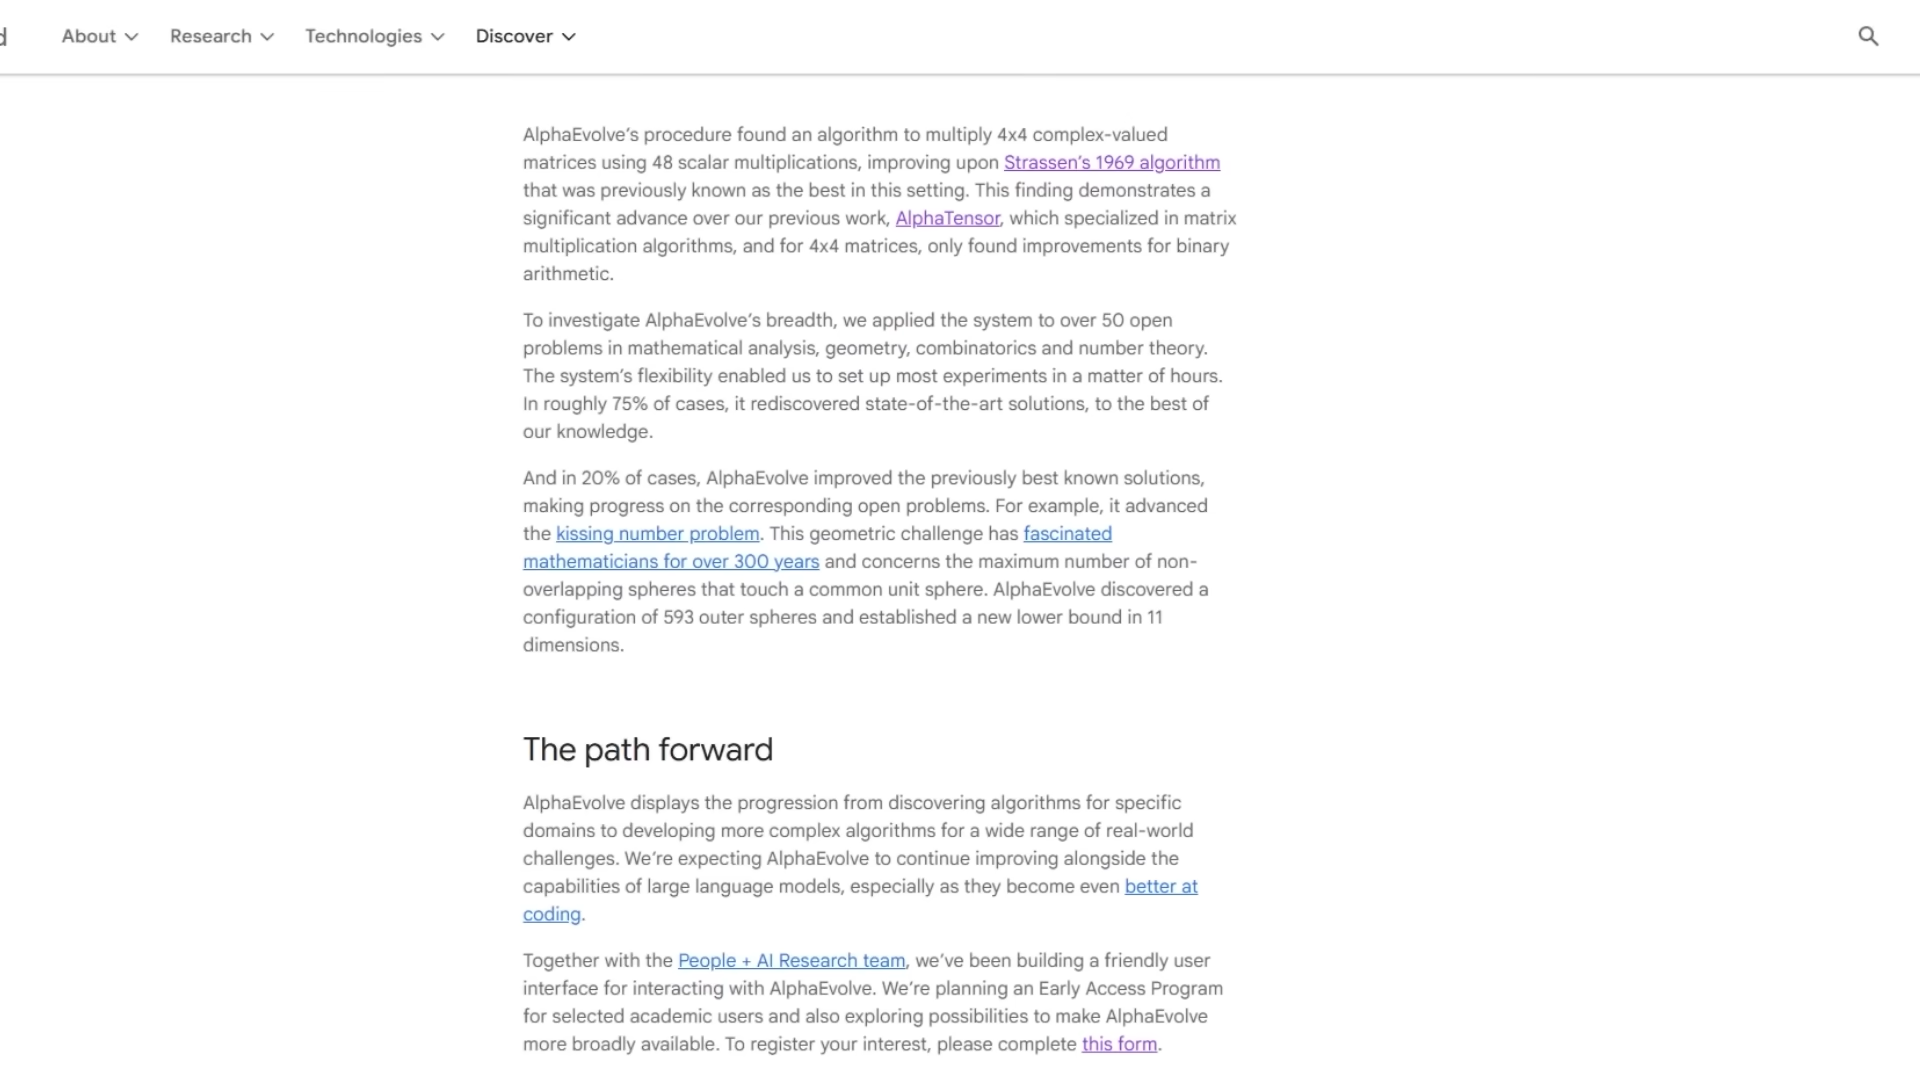 About
Research
Technologies
Discover
AlphaEvolve’s procedure found an algorithm to multiply 4x4 complex-valued
matrices using 48 scalar multiplications, improving upon Strassen’s 1969 algorithm
that was previously known as the best in this setting. This finding demonstrates a
significant advance over our previous work, AlphaTensor, which specialized in matrix
multiplication algorithms, and for 4x4 matrices, only found improvements for binary
arithmetic.
To investigate AlphaEvolve’s breadth, we applied the system to over 50 open
problems in mathematical analysis, geometry, combinatorics and number theory.
The system’s flexibility enabled us to set up most experiments in a matter of hours.
In roughly 75% of cases, it rediscovered state-of-the-art solutions, to the best of
our knowledge.
And in 20% of cases, AlphaEvolve improved the previously best known solutions,
making progress on the corresponding open problems. For example, it advanced
the kissing number problem. This geometric challenge has fascinated
mathematicians for over 300 years and concerns the maximum number of non-
overlapping spheres that touch a common unit sphere. AlphaEvolve discovered a
configuration of 593 outer spheres and established a new lower bound in 11
dimensions.
The path forward
AlphaEvolve displays the progression from discovering algorithms for specific
domains to developing more complex algorithms for a wide range of real-world
challenges. We’re expecting AlphaEvolve to continue improving alongside the
capabilities of large language models, especially as they become even better at
coding.
Together with the People + AI Research team, we’ve been building a friendly user
interface for interacting with AlphaEvolve. We’re planning an Early Access Program
for selected academic users and also exploring possibilities to make AlphaEvolve
more broadly available. To register your interest, please complete this form.